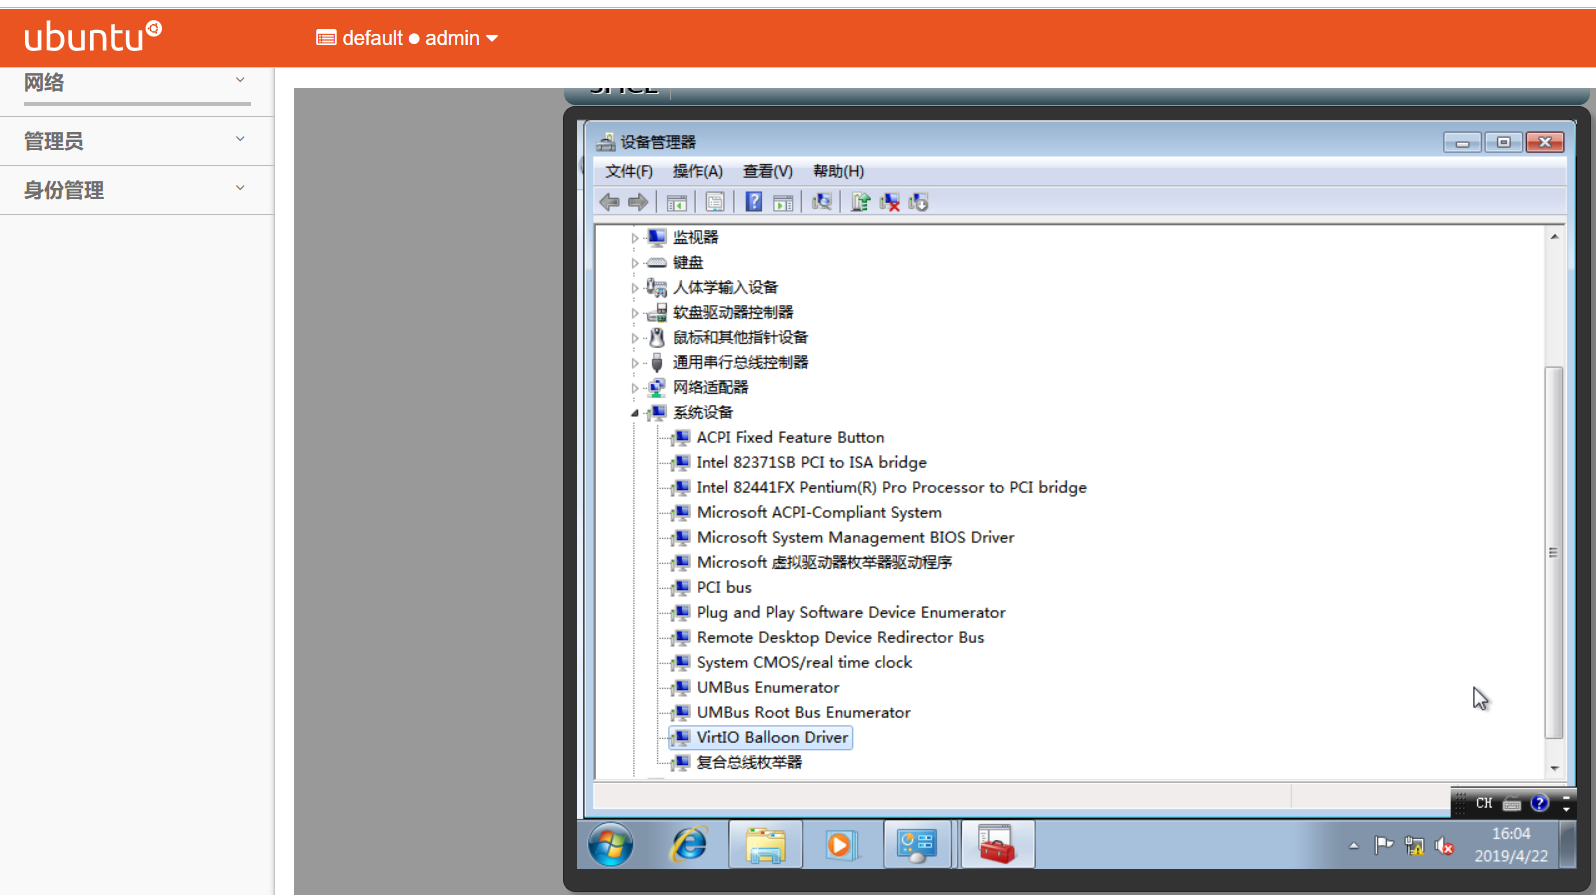 ubuntu
default ● admin
网络
管理员
身份管理
设备管理器
文件(F) 操作(A) 查看(V) 帮助(H)
监视器
键盘
人体学输入设备
软盘驱动器控制器
鼠标和其他指针设备
通用串行总线控制器
网络适配器
系统设备
ACPI Fixed Feature Button
Intel 82371SB PCI to ISA bridge
Intel 82441FX Pentium(R) Pro Processor to PCI bridge
Microsoft ACPI-Compliant System
Microsoft System Management BIOS Driver
Microsoft 虚拟驱动器枚举器驱动程序
PCI bus
Plug and Play Software Device Enumerator
Remote Desktop Device Redirector Bus
System CMOS/real time clock
UMBus Enumerator
UMBus Root Bus Enumerator
VirtIO Balloon Driver
复合总线枚举器
CH
16:04
2019/4/22